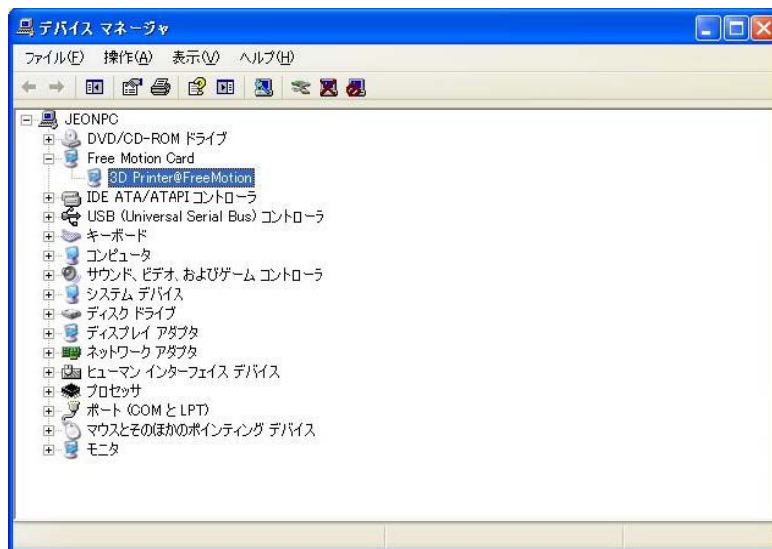 デバイス マネージャ
ファイル(F) 操作(A) 表示(V) ヘルプ(H)
JEONPC
DVD/CD-ROM ドライブ
Free Motion Card
3D Printer@FreeMotion
IDE ATA/ATAPI コントローラ
USB (Universal Serial Bus) コントローラ
キーボード
コンピュータ
サウンド、ビデオ、およびゲーム コントローラ
システム デバイス
ディスク ドライブ
ディスプレイ アダプタ
ネットワーク アダプタ
ヒューマン インターフェイス デバイス
プロセッサ
ポート (COM と LPT)
マウスとそのほかのポインティング デバイス
モニタ